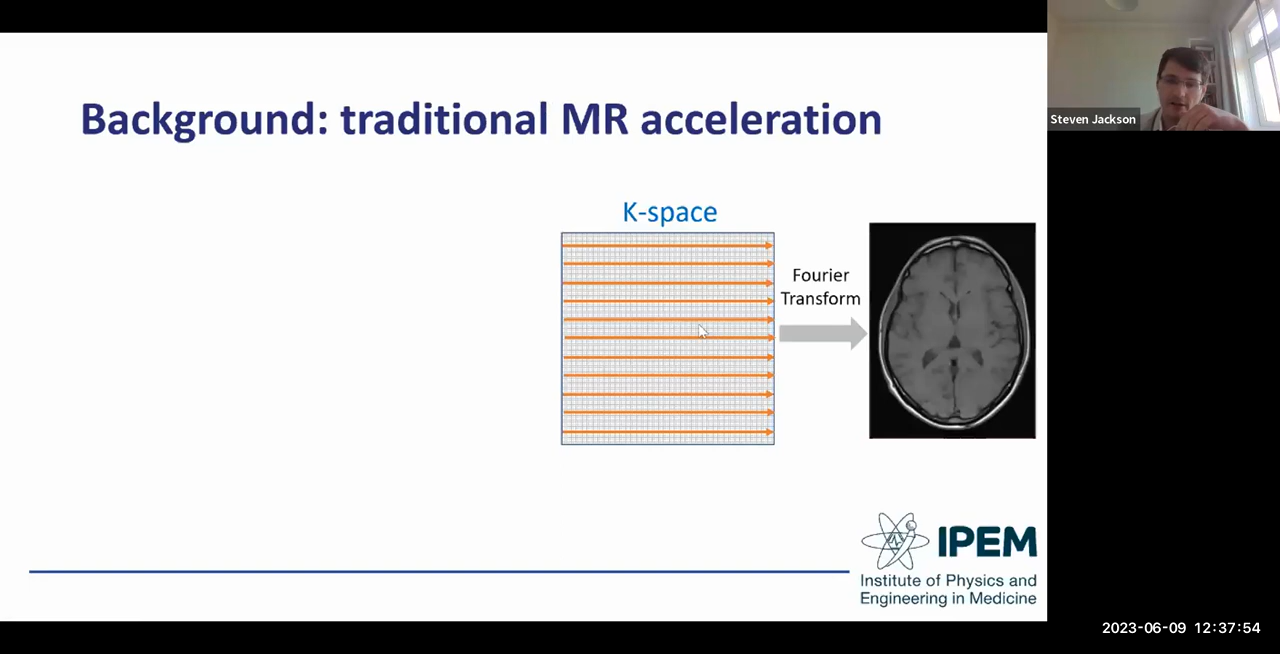 Background: traditional MR acceleration
K-space
Fourier
Transform
IPEM
Institute of Physics and
Engineering in Medicine
Steven Jackson
2023-06-09 12:37:54